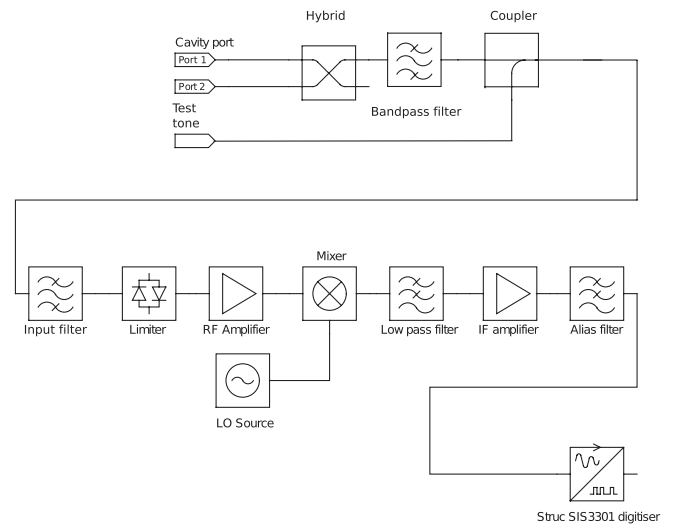 Hybrid
Coupler
Cavity port
Port 1
Port 2
Bandpass filter
Test
tone
Mixer
Input filter
Limiter
RF Amplifier
Low pass filter
IF amplifier
Alias filter
LO Source
Struc SIS3301 digitiser